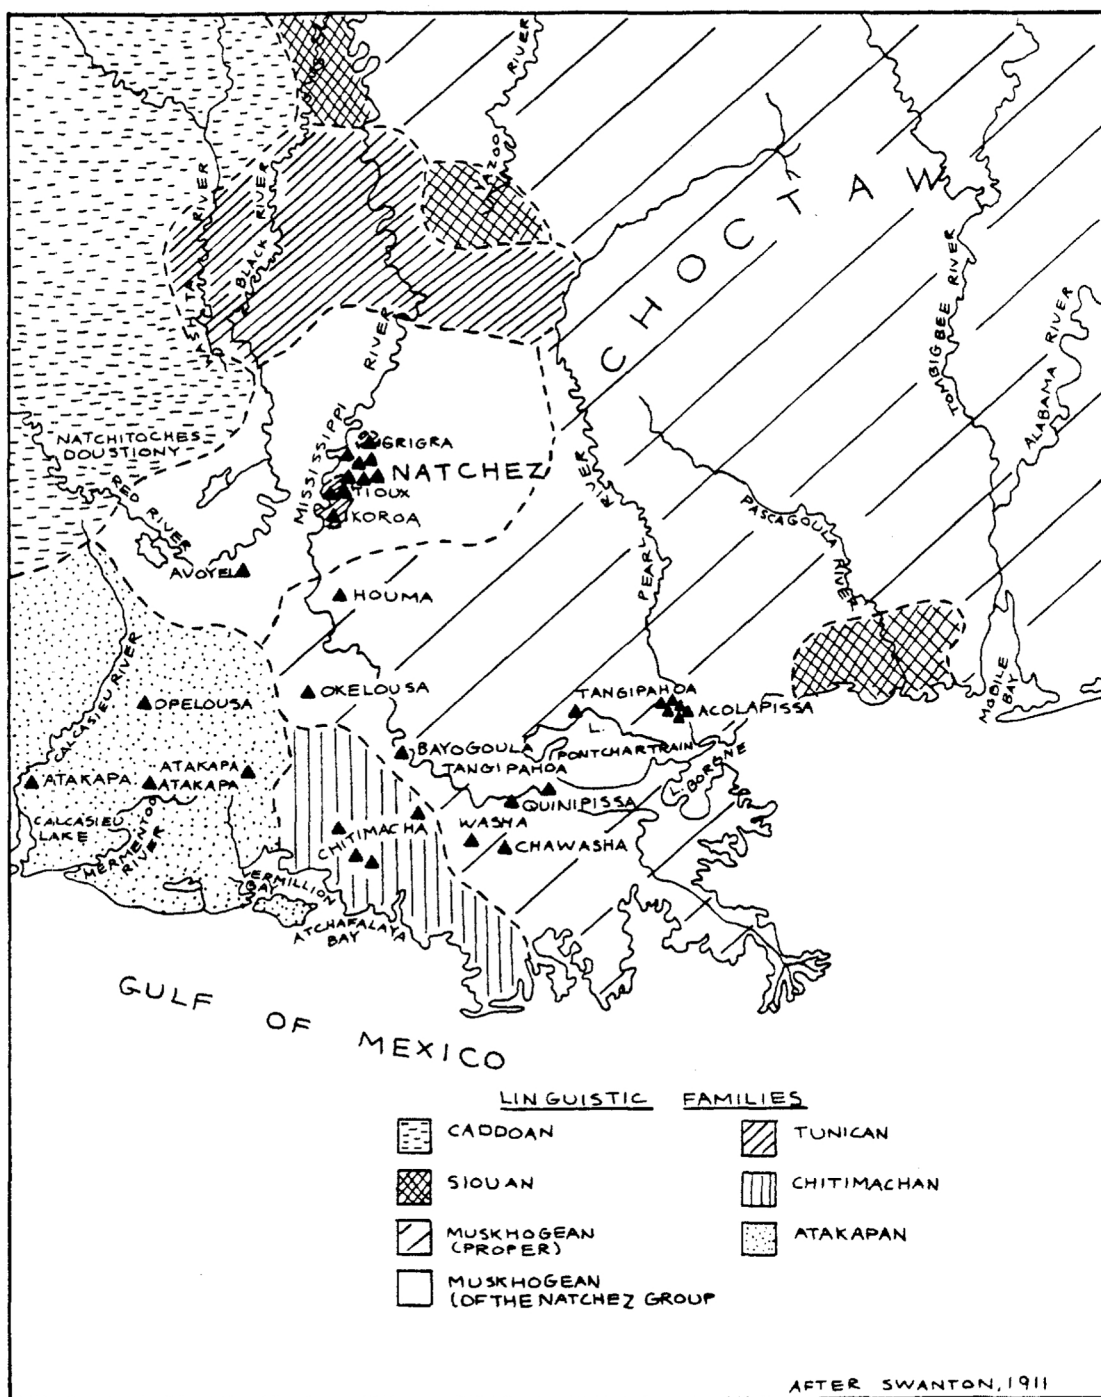 RIVER
YAZOO
WASHITA RIVER
BLACK RIVER
CHOCTAW
TOMBIGBEE RIVER
ALABAMA RIVER
MISSISSIPPI RIVER
GRIGRA
NATCHEZ
TIOUX
KOROA
NATCHITOCHES
DOUSTIONY
RED RIVER
AVOYEL
HOUMA
PEARL RIVER
PASCAGOULA RIVER
MOBILE BAY
CALCASIEU RIVER
OPELOUSA
OKELOUSA
TANGIPAHOA
ACOLAPISSA
L. PONTCHARTRAIN
L. BORGNE
BAYOGOULA
TANGIPAHOA
QUINIPISSA
WASHA
CHAWASHA
ATAKAPA
ATAKAPA
ATAKAPA
CALCASIEU
LAKE
MERMENTOO
RIVER
CHITIMACHA
VERMILLION
BAY
ATCHAFALAYA
BAY
GULF OF MEXICO
LINGUISTIC FAMILIES
CADDOAN
SIOUAN
MUSKHOGEAN
(PROPER)
MUSKHOGEAN
(OF THE NATCHEZ GROUP
TUNICAN
CHITIMACHAN
ATAKAPAN
AFTER SWANTON, 1911